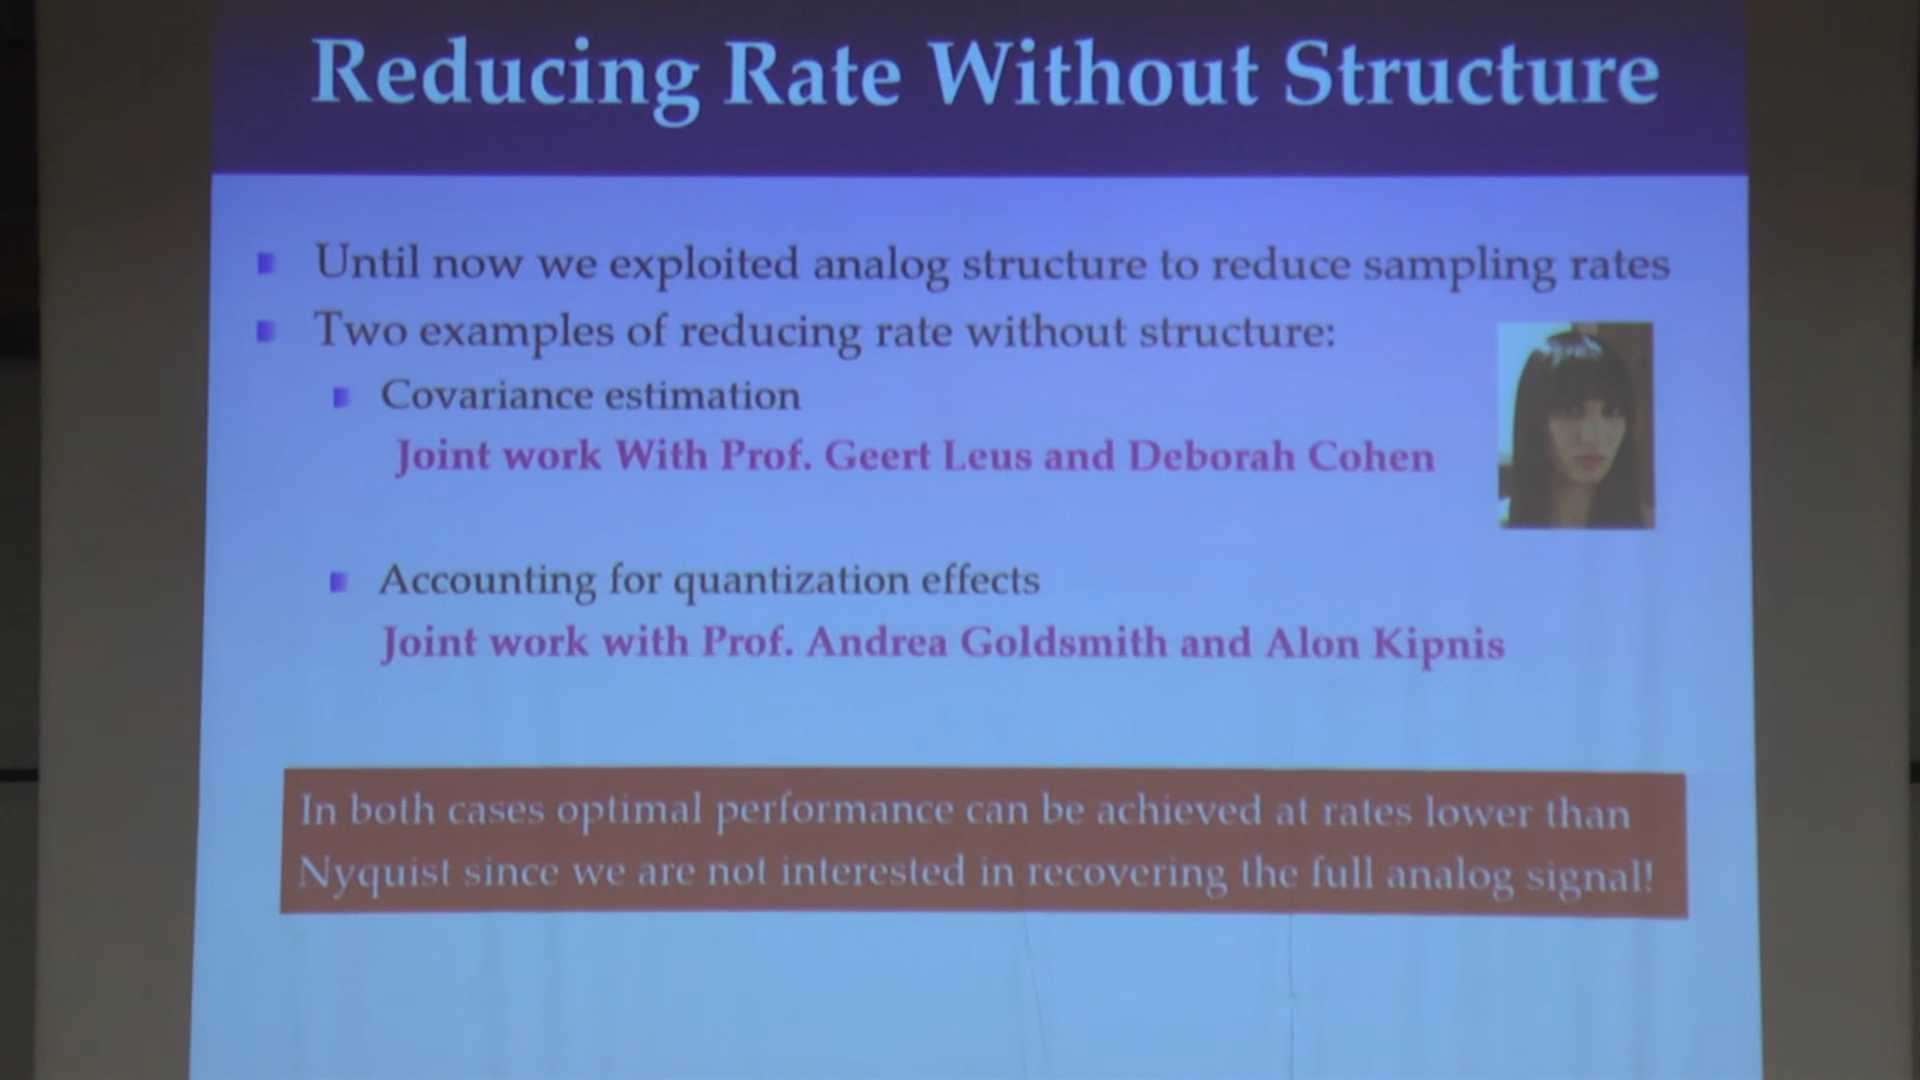 Reducing Rate Without Structure
Until now we exploited analog structure to reduce sampling rates
Two examples of reducing rate without structure:
Covariance estimation
Joint work With Prof. Geert Leus and Deborah Cohen
Accounting for quantization effects
Joint work with Prof. Andrea Goldsmith and Alon Kipnis
In both cases optimal performance can be achieved at rates lower than
Nyquist since we are not interested in recovering the full analog signal!